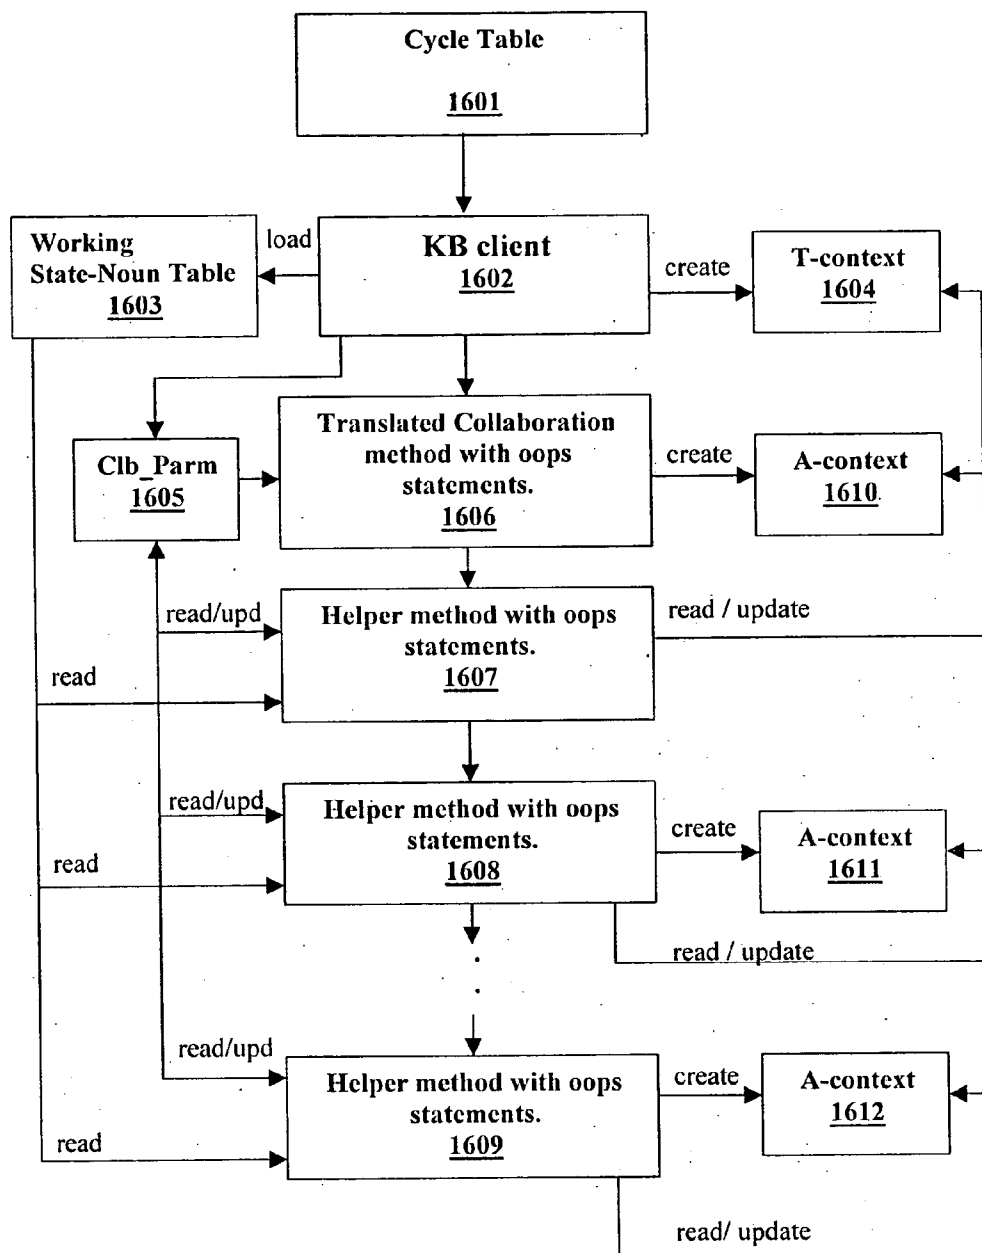 Cycle Table
1601
load
Working
State-Noun Table
1603
KB client
1602
create
T-context
1604
Translated Collaboration
method with oops
statements.
1606
create
A-context
1610
Clb_Parm
1605
read/upd
Helper method with oops
statements.
1607
read / update
read
read/upd
Helper method with oops
statements.
1608
create
A-context
1611
read
read / update
read/upd
Helper method with oops
statements.
1609
create
A-context
1612
read
read/ update